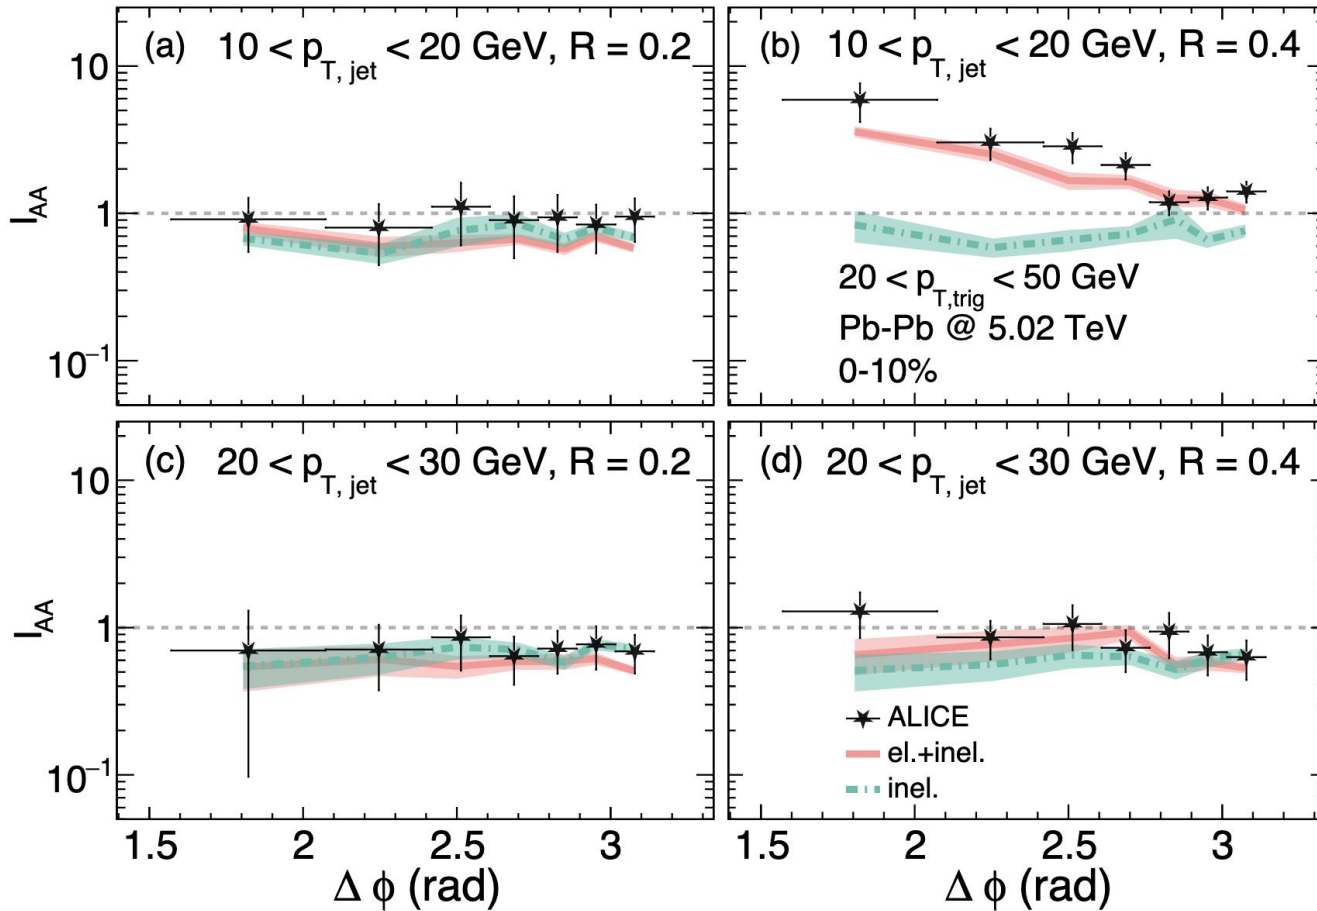 (a) 10 < p_T, jet < 20 GeV, R = 0.2
(b) 10 < p_T, jet < 20 GeV, R = 0.4
10
1
10⁻¹
I_AA
20 < p_T,trig < 50 GeV
Pb-Pb @ 5.02 TeV
0-10%
(c) 20 < p_T, jet < 30 GeV, R = 0.2
(d) 20 < p_T, jet < 30 GeV, R = 0.4
10
1
10⁻¹
I_AA
ALICE
el.+inel.
inel.
1.5 2 2.5 3
1.5 2 2.5 3
Δ ϕ (rad)
Δ ϕ (rad)